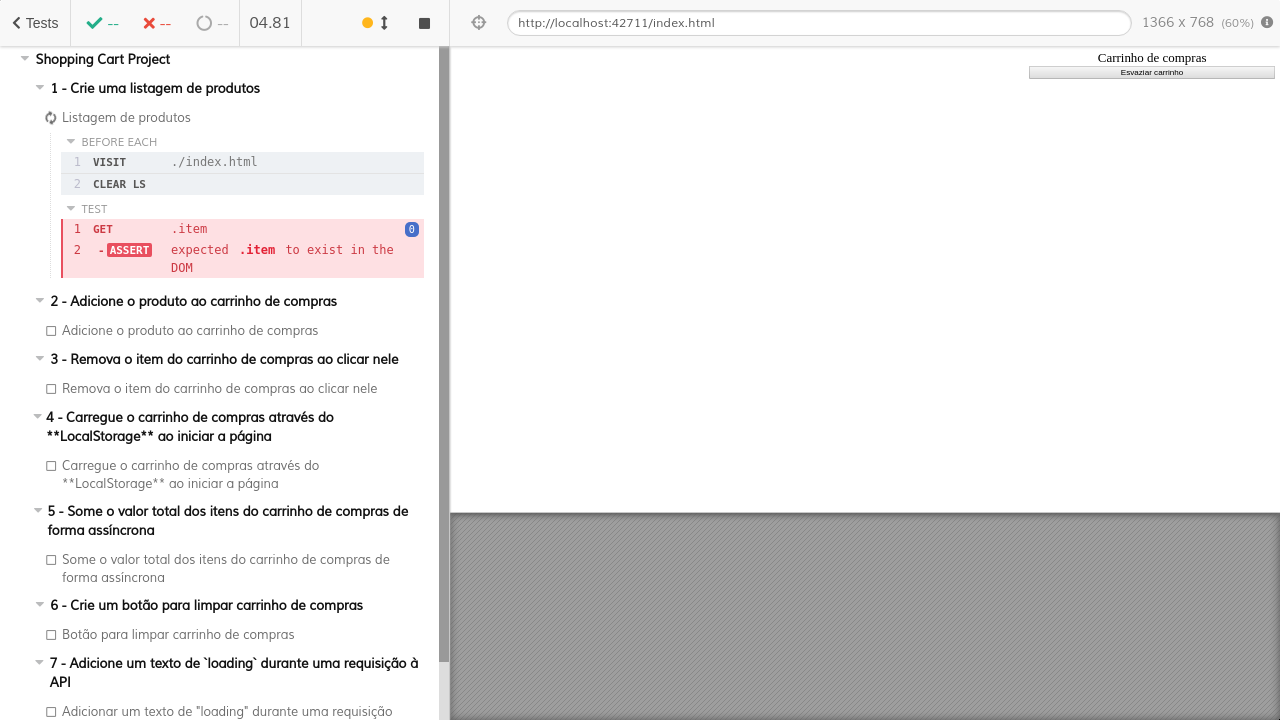 Tests
--
--
--
04.81
http://localhost:42711/index.html
1366 x 768 (60%)
Shopping Cart Project
1 - Crie uma listagem de produtos
Listagem de produtos
BEFORE EACH
1 VISIT ./index.html
2 CLEAR LS
TEST
1 GET .item 0
2 -ASSERT expected .item to exist in the
DOM
2 - Adicione o produto ao carrinho de compras
Adicione o produto ao carrinho de compras
3 - Remova o item do carrinho de compras ao clicar nele
Remova o item do carrinho de compras ao clicar nele
4 - Carregue o carrinho de compras através do
**LocalStorage** ao iniciar a página
Carregue o carrinho de compras através do
**LocalStorage** ao iniciar a página
5 - Some o valor total dos itens do carrinho de compras de
forma assíncrona
Some o valor total dos itens do carrinho de compras de
forma assíncrona
6 - Crie um botão para limpar carrinho de compras
Botão para limpar carrinho de compras
7 - Adicione um texto de `loading` durante uma requisição à
API
Adicionar um texto de "loading" durante uma requisição
Carrinho de compras
Esvaziar carrinho